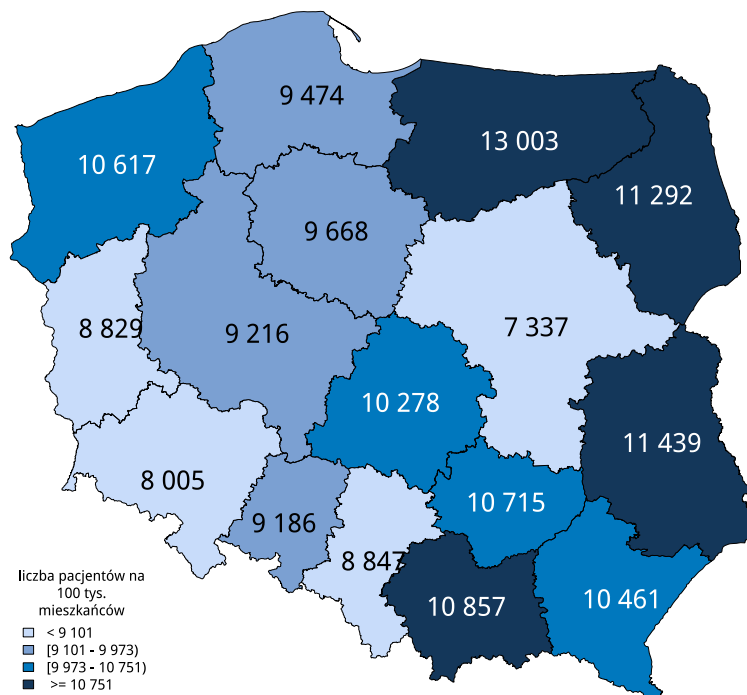 9 474
13 003
10 617
11 292
9 668
8 829
9 216
7 337
10 278
11 439
8 005
10 715
9 186
8 847
10 857
10 461
liczba pacjentów na
100 tys.
mieszkańców
< 9 101
[9 101 - 9 973)
[9 973 - 10 751)
>= 10 751